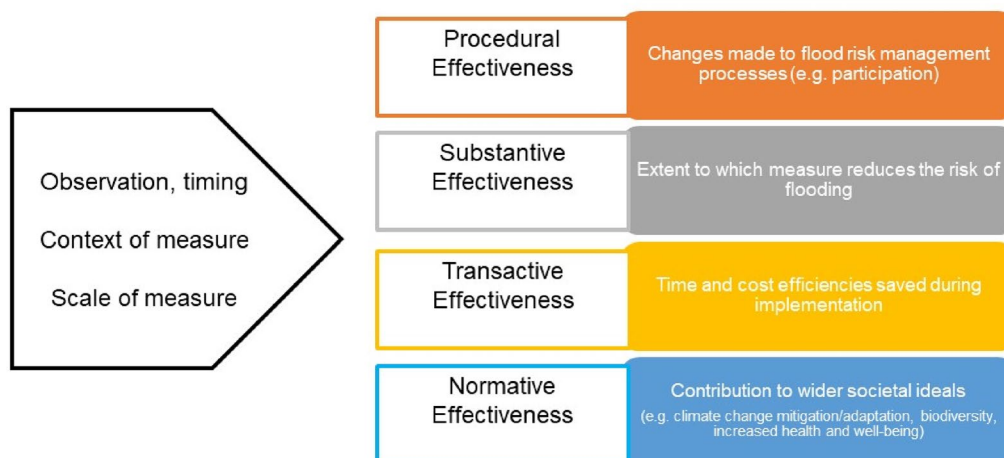 Observation, timing
Context of measure
Scale of measure
Procedural
Effectiveness
Changes made to flood risk management
processes (e.g. participation)
Substantive
Effectiveness
Extent to which measure reduces the risk of
flooding
Transactive
Effectiveness
Time and cost efficiencies saved during
implementation
Normative
Effectiveness
Contribution to wider societal ideals
(e.g. climate change mitigation/adaptation, biodiversity,
increased health and well-being)